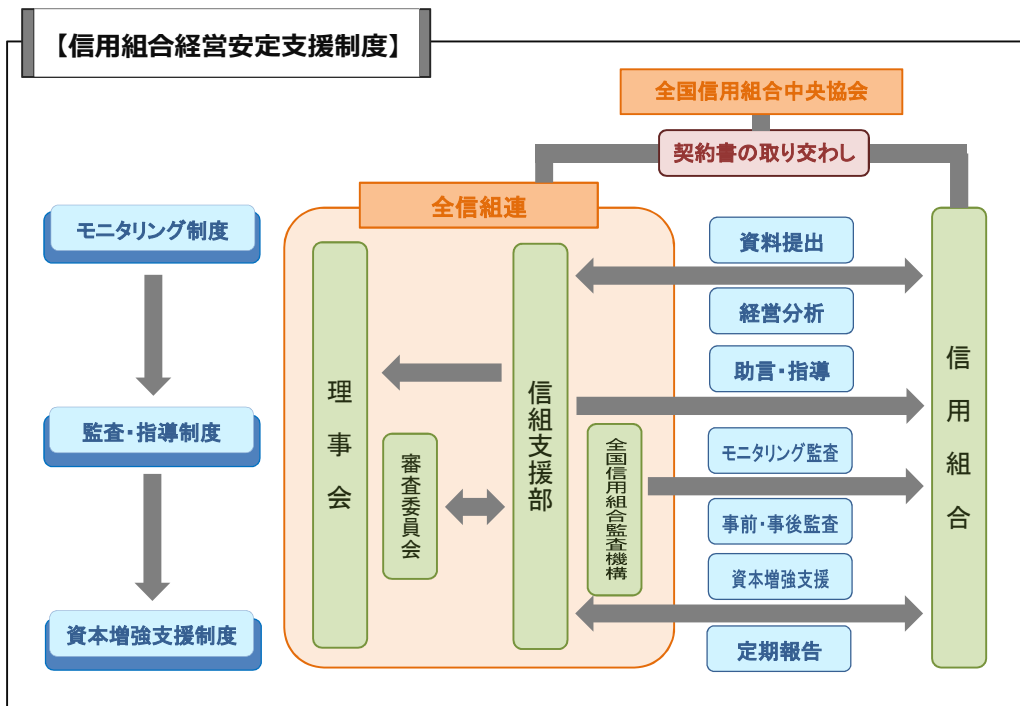 【信用組合経営安定支援制度】
全国信用組合中央協会
契約書の取り交わし
全信組連
モニタリング制度
監査・指導制度
資本増強支援制度
理事会
審査委員会
信組支援部
全国信用組合監査機構
資料提出
経営分析
助言・指導
モニタリング監査
事前・事後監査
資本増強支援
定期報告
信用組合